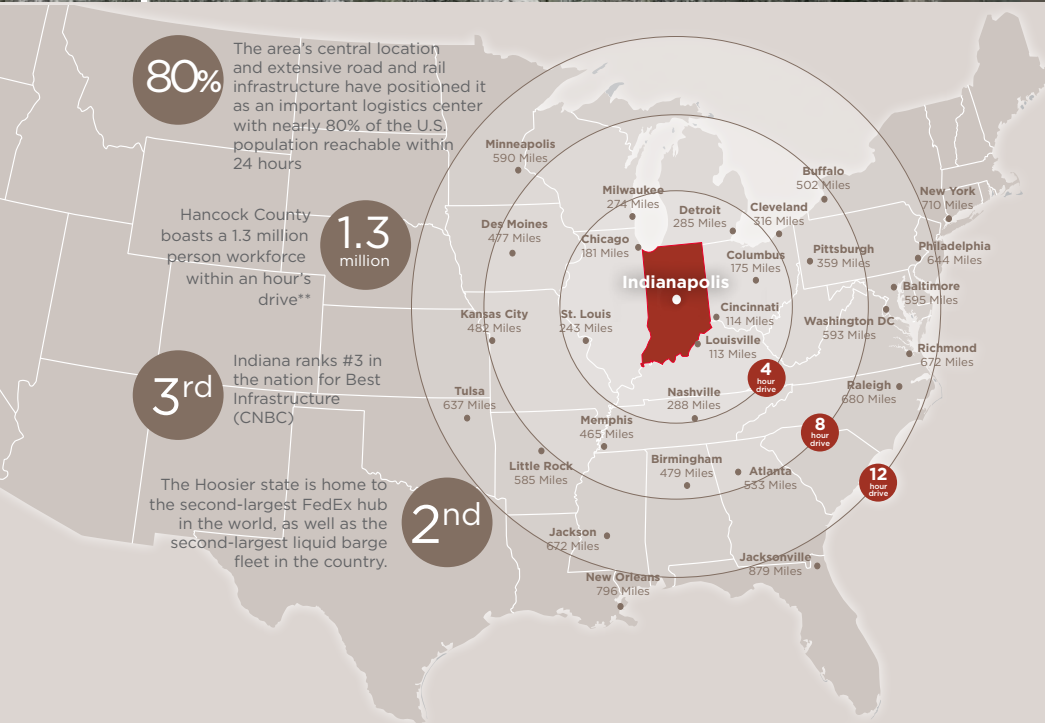 80%
The area's central location
and extensive road and rail
infrastructure have positioned it
as an important logistics center
with nearly 80% of the U.S.
population reachable within
24 hours
Hancock County
boasts a 1.3 million
person workforce
within an hour's
drive**
1.3
million
3rd
Indiana ranks #3 in
the nation for Best
Infrastructure
(CNBC)
The Hoosier state is home to
the second-largest FedEx hub
in the world, as well as the
second-largest liquid barge
fleet in the country.
2nd
Minneapolis
590 Miles
Milwaukee
274 Miles
Des Moines
477 Miles
Chicago
181 Miles
Detroit
285 Miles
Cleveland
316 Miles
Buffalo
502 Miles
New York
710 Miles
Columbus
175 Miles
Pittsburgh
359 Miles
Philadelphia
644 Miles
Indianapolis
Baltimore
595 Miles
Kansas City
482 Miles
St. Louis
243 Miles
Cincinnati
114 Miles
Washington DC
593 Miles
Louisville
113 Miles
Richmond
672 Miles
4
hour
drive
Tulsa
637 Miles
Nashville
288 Miles
Raleigh
680 Miles
Memphis
465 Miles
8
hour
drive
Little Rock
585 Miles
Birmingham
479 Miles
Atlanta
533 Miles
12
hour
drive
Jackson
672 Miles
Jacksonville
879 Miles
New Orleans
796 Miles